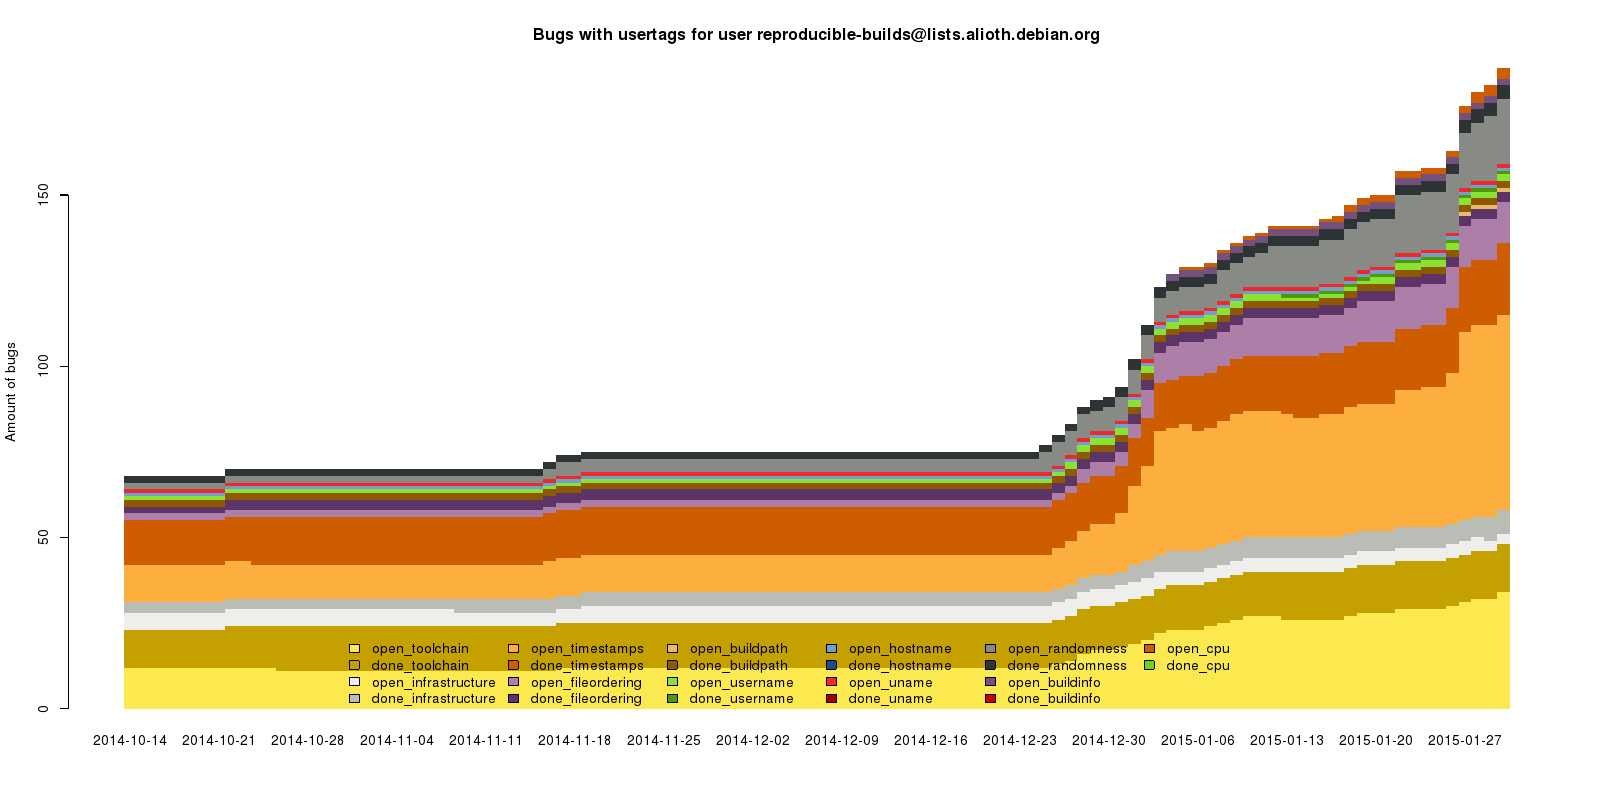 Bugs with usertags for user reproducible-builds@lists.alioth.debian.org
Amount of bugs
150
100
50
0
open_toolchain open_timestamps open_buildpath open_hostname open_randomness open_cpu
done_toolchain done_timestamps done_buildpath done_hostname done_randomness done_cpu
open_infrastructure open_fileordering open_username open_uname open_buildinfo
done_infrastructure done_fileordering done_username done_uname done_buildinfo
2014-10-14 2014-10-21 2014-10-28 2014-11-04 2014-11-11 2014-11-18 2014-11-25 2014-12-02 2014-12-09 2014-12-16 2014-12-23 2014-12-30 2015-01-06 2015-01-13 2015-01-20 2015-01-27